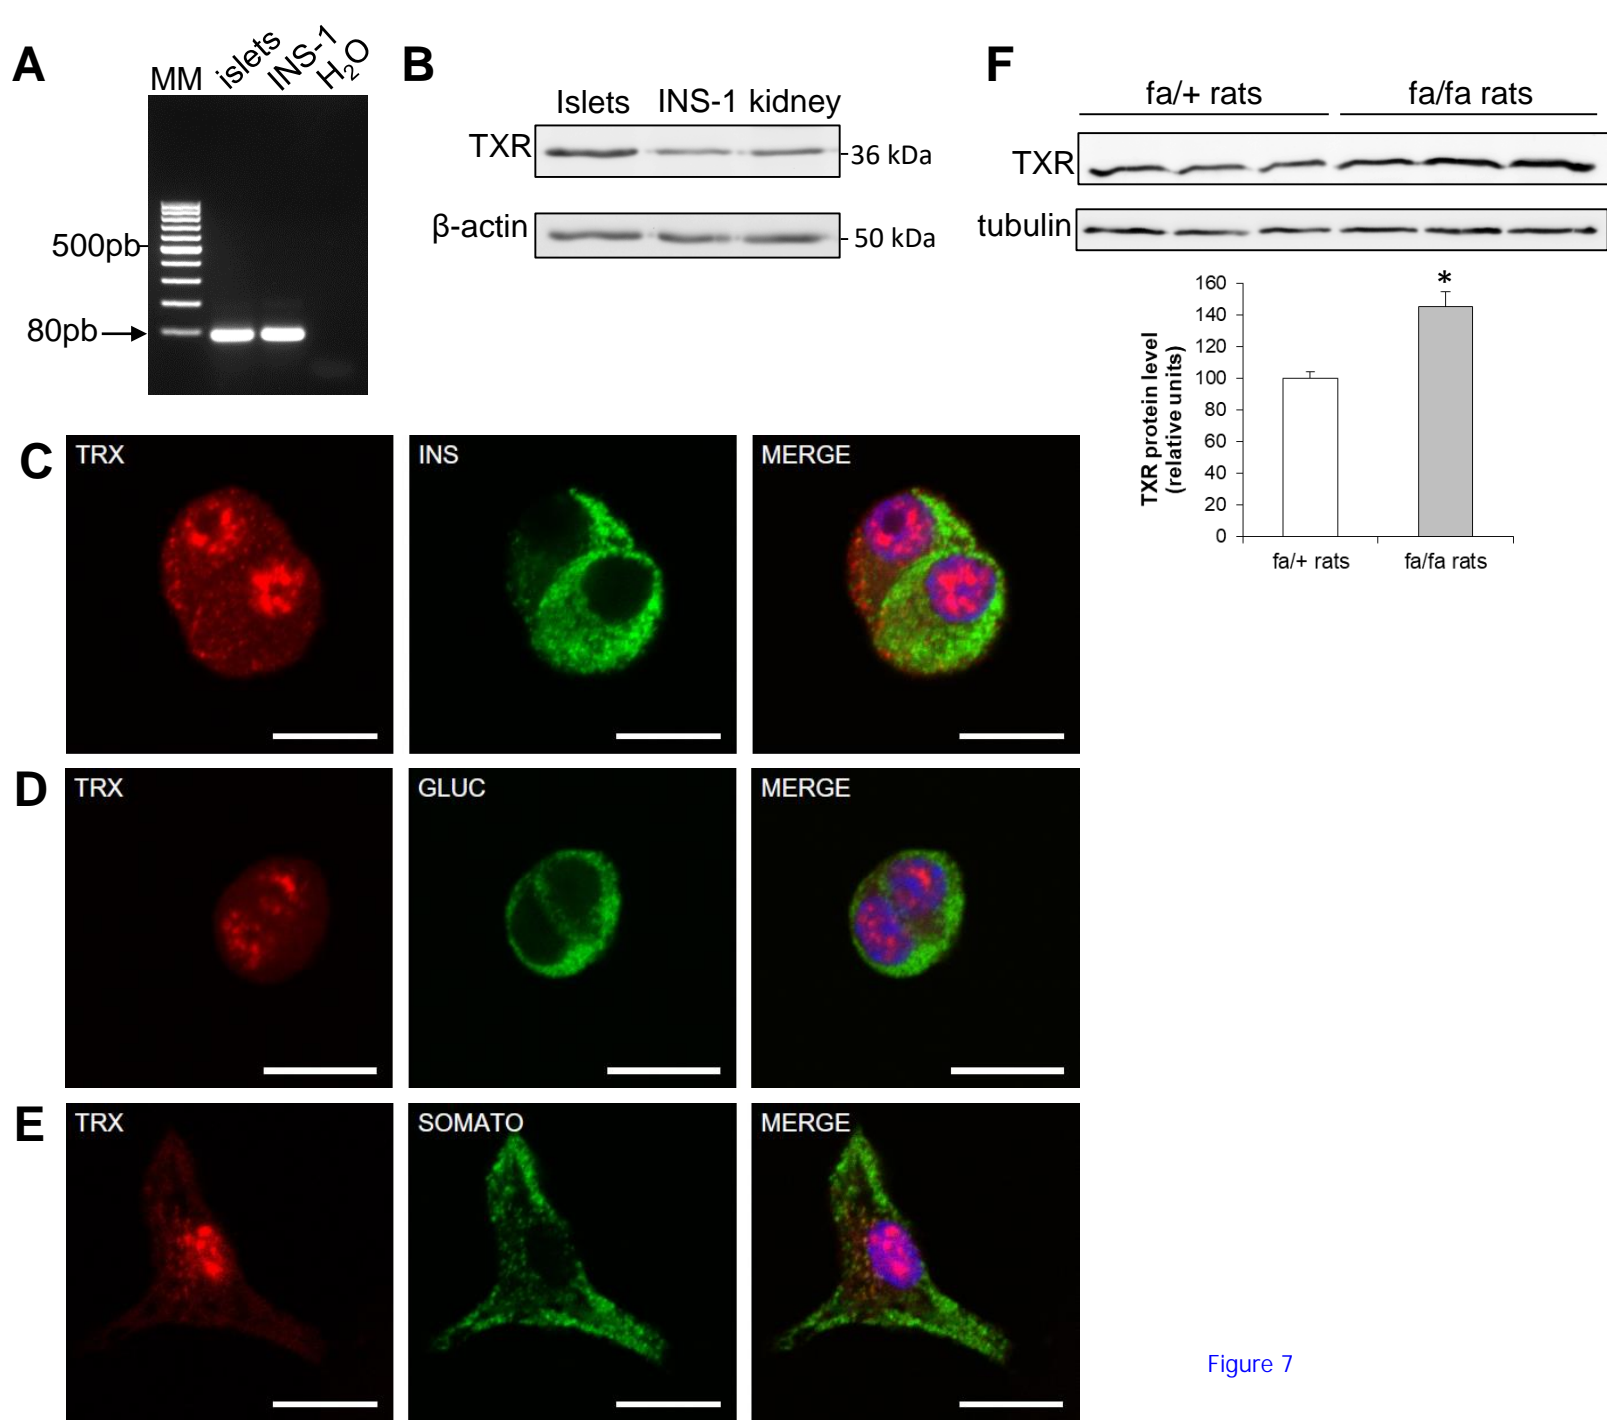 A
MM
islets
INS-1
H₂O
500pb
80pb
B
Islets INS-1 kidney
TXR
36 kDa
β-actin
50 kDa
F
fa/+ rats fa/fa rats
TXR
tubulin
*
160
140
120
100
80
60
40
20
0
TXR protein level
(relative units)
fa/+ rats fa/fa rats
C
TRX INS MERGE
D
TRX GLUC MERGE
E
TRX SOMATO MERGE
Figure 7